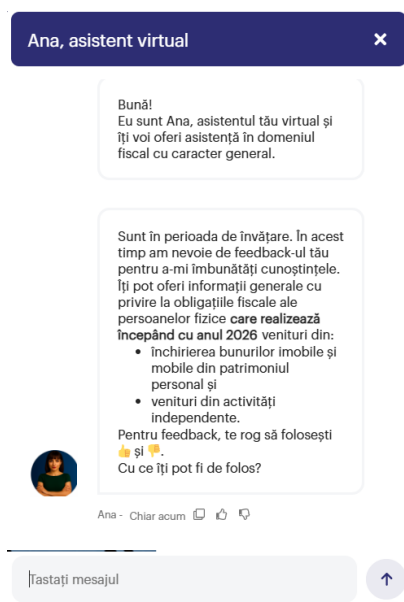 Ana, asistent virtual
Bună!
Eu sunt Ana, asistentul tău virtual și
îți voi oferi asistență în domeniul
fiscal cu caracter general.
Sunt în perioada de învățare. În acest
timp am nevoie de feedback-ul tău
pentru a-mi îmbunătăți cunoștințele.
Îți pot oferi informații generale cu
privire la obligațiile fiscale ale
persoanelor fizice care realizează
începând cu anul 2026 venituri din:
• închirierea bunurilor imobile și
mobile din patrimoniul
personal și
• venituri din activități
independente.
Pentru feedback, te rog să folosești
👍 și 👎.
Cu ce îți pot fi de folos?
Ana - Chiar acum
Tastați mesajul